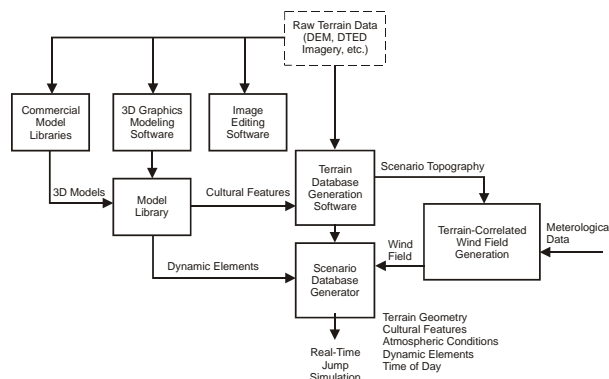 Raw Terrain Data
(DEM, DTED
Imagery, etc.)
Commercial
Model
Libraries
3D Graphics
Modeling
Software
Image
Editing
Software
3D Models
Model
Library
Cultural Features
Terrain
Database
Generation
Software
Scenario Topography
Terrain-Correlated
Wind Field
Generation
Meterological
Data
Wind
Field
Dynamic Elements
Scenario
Database
Generator
Real-Time
Jump
Simulation
Terrain Geometry
Cultural Features
Atmospheric Conditions
Dynamic Elements
Time of Day